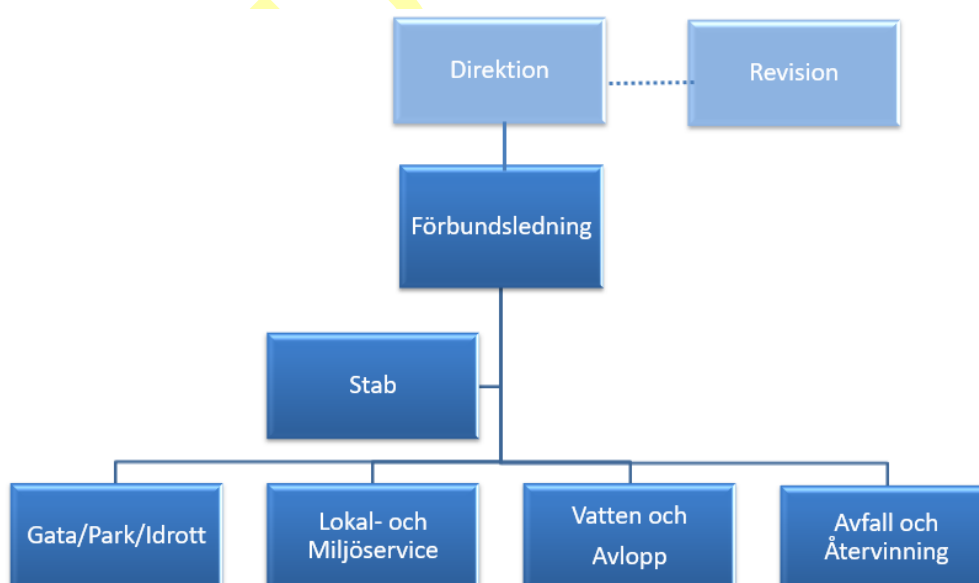 Direktion
Revision
Förbundsledning
Stab
Gata/Park/Idrott
Lokal- och
Miljöservice
Vatten och
Avlopp
Avfall och
Återvinning